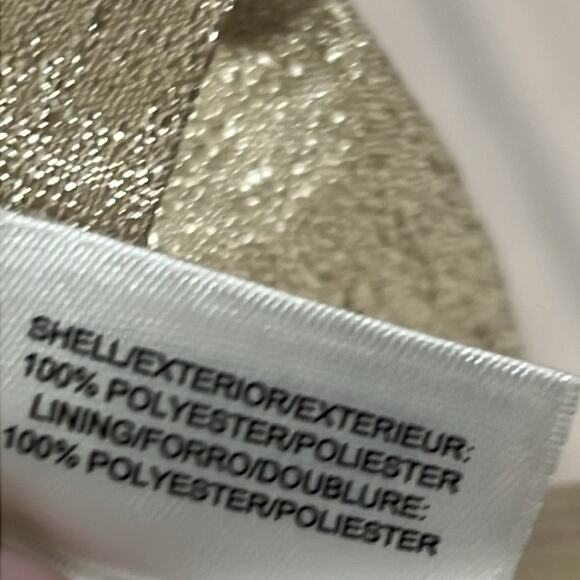 SHELL/EXTERIOR/EXTERIEUR:
100% POLYESTER/POLIESTER
LINING/FORRO/DOUBLURE:
100% POLYESTER/POLIESTER